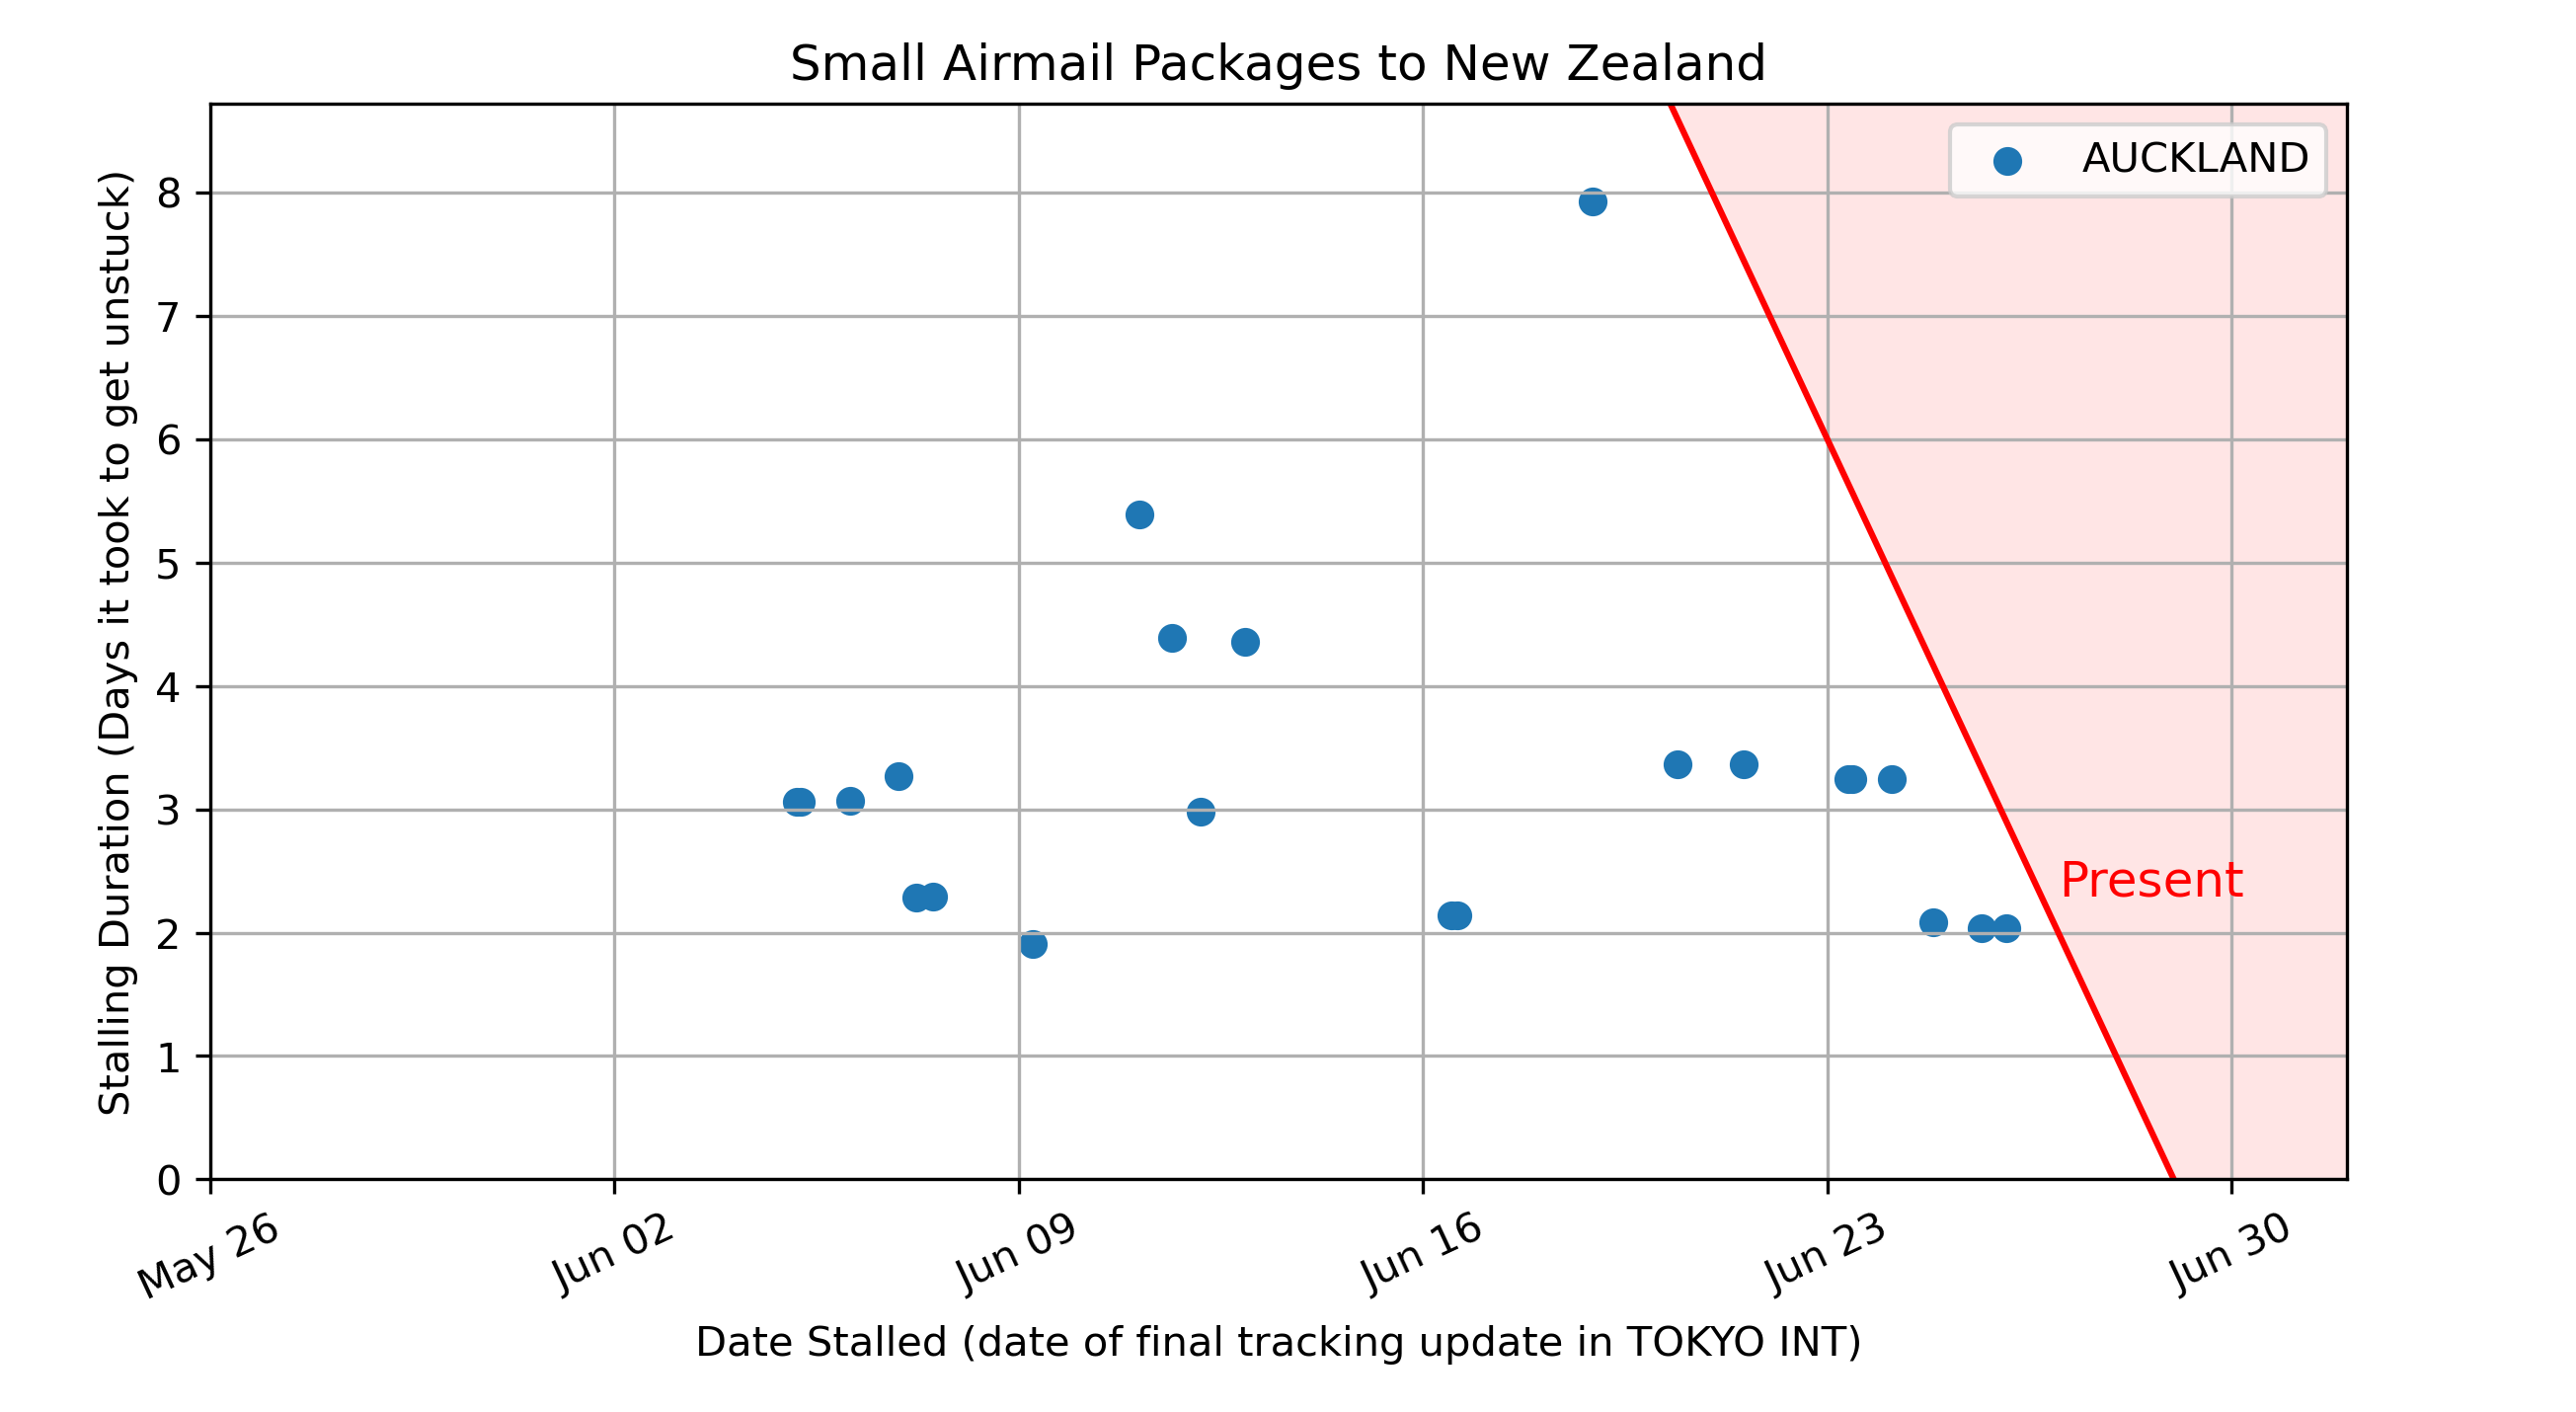 Small Airmail Packages to New Zealand
AUCKLAND
Stalling Duration (Days it took to get unstuck)
8
7
6
5
4
3
2
1
0
Present
May 26
Jun 02
Jun 09
Jun 16
Jun 23
Jun 30
Date Stalled (date of final tracking update in TOKYO INT)